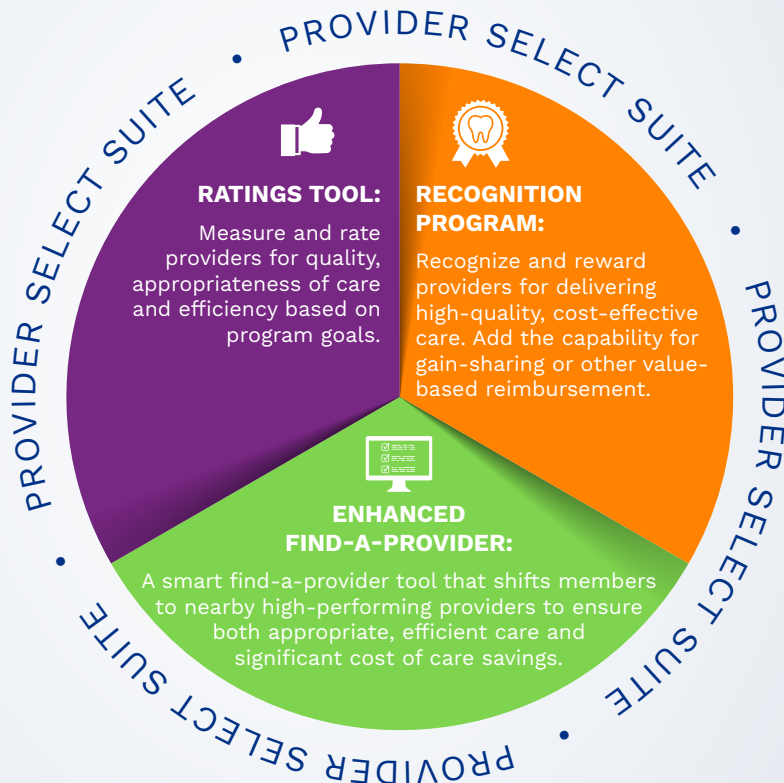 PROVIDER SELECT SUITE • PROVIDER SELECT SUITE • PROVIDER SELECT SUITE • PROVIDER SELECT SUITE •
RATINGS TOOL:
Measure and rate
providers for quality,
appropriateness of care
and efficiency based on
program goals.
RECOGNITION
PROGRAM:
Recognize and reward
providers for delivering
high-quality, cost-effective
care. Add the capability for
gain-sharing or other value-
based reimbursement.
ENHANCED
FIND-A-PROVIDER:
A smart find-a-provider tool that shifts members
to nearby high-performing providers to ensure
both appropriate, efficient care and
significant cost of care savings.